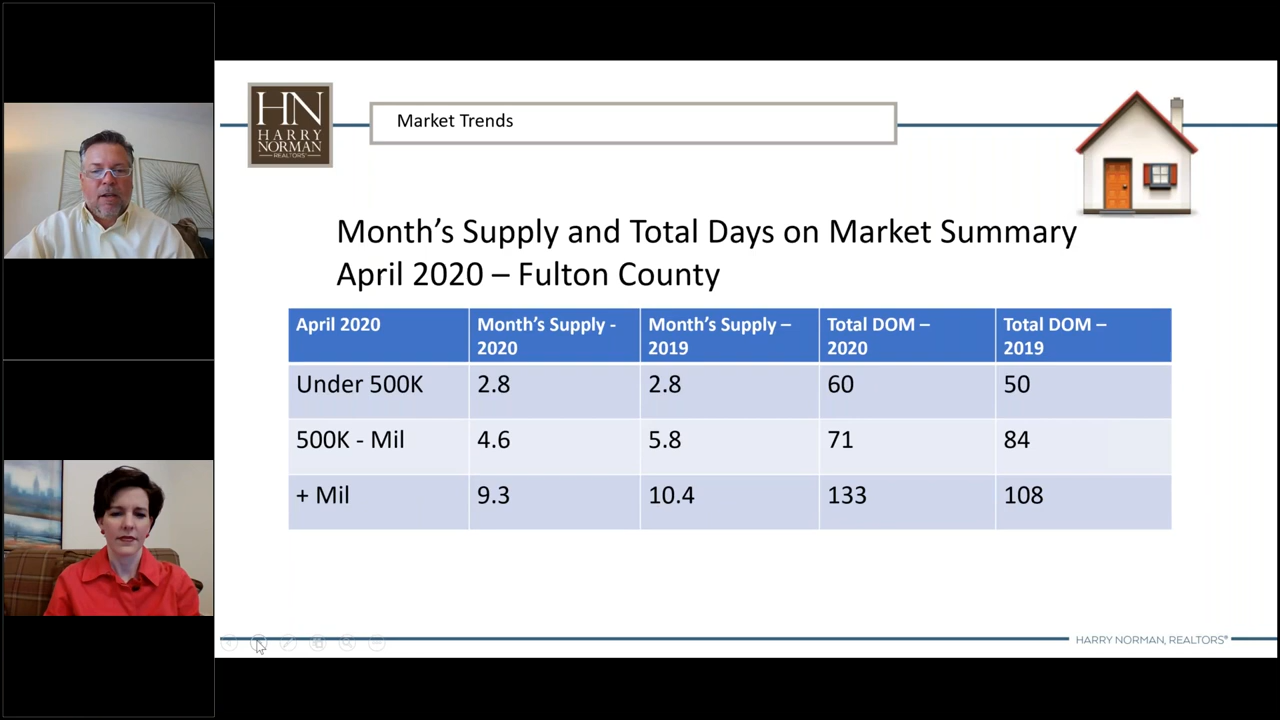 HN
HARRY
NORMAN
REALTORS®
Market Trends
Month's Supply and Total Days on Market Summary
April 2020 – Fulton County
April 2020
Month's Supply -
2020
Month's Supply –
2019
Total DOM –
2020
Total DOM –
2019
Under 500K
2.8
2.8
60
50
500K - Mil
4.6
5.8
71
84
+ Mil
9.3
10.4
133
108
HARRY NORMAN, REALTORS®